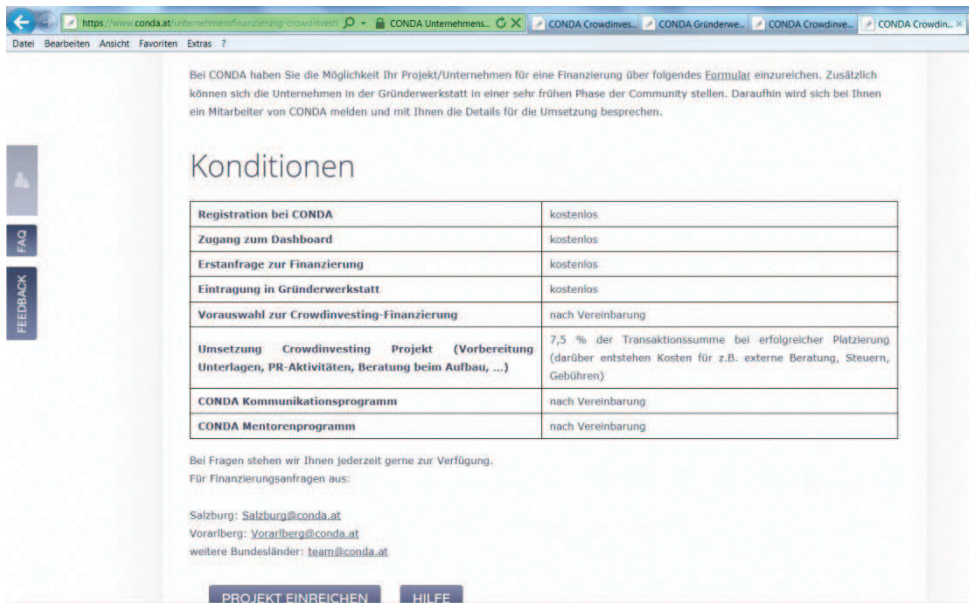 https://www.conda.at/unternehmensfinanzierung-crowdinvesti
CONDA Unternehmens...
CONDA Crowdinves...
CONDA Gründerwe...
CONDA Crowdinve...
CONDA Crowdin...
Datei Bearbeiten Ansicht Favoriten Extras ?
Bei CONDA haben Sie die Möglichkeit Ihr Projekt/Unternehmen für eine Finanzierung über folgendes Formular einzureichen. Zusätzlich
können sich die Unternehmen in der Gründerwerkstatt in einer sehr frühen Phase der Community stellen. Daraufhin wird sich bei Ihnen
ein Mitarbeiter von CONDA melden und mit Ihnen die Details für die Umsetzung besprechen.
Konditionen
Registration bei CONDA kostenlos
Zugang zum Dashboard kostenlos
Erstanfrage zur Finanzierung kostenlos
Eintragung in Gründerwerkstatt kostenlos
Vorauswahl zur Crowdinvesting-Finanzierung nach Vereinbarung
Umsetzung Crowdinvesting Projekt (Vorbereitung
Unterlagen, PR-Aktivitäten, Beratung beim Aufbau, ...)
7,5 % der Transaktionssumme bei erfolgreicher Platzierung
(darüber entstehen Kosten für z.B. externe Beratung, Steuern,
Gebühren)
CONDA Kommunikationsprogramm nach Vereinbarung
CONDA Mentorenprogramm nach Vereinbarung
Bei Fragen stehen wir Ihnen jederzeit gerne zur Verfügung.
Für Finanzierungsanfragen aus:
Salzburg: Salzburg@conda.at
Vorarlberg: Vorarlberg@conda.at
weitere Bundesländer: team@conda.at
PROJEKT EINREICHEN
HILFE
FAQ
FEEDBACK